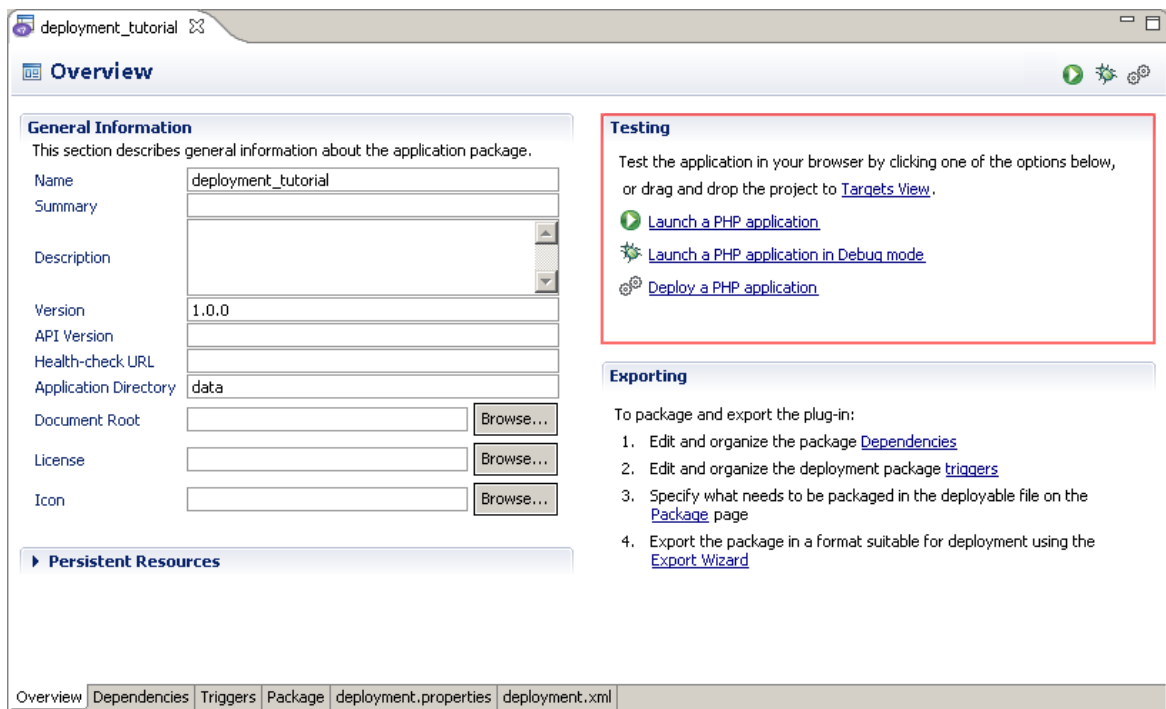 deployment_tutorial
Overview
General Information
This section describes general information about the application package.
Name deployment_tutorial
Summary
Description
Version 1.0.0
API Version
Health-check URL
Application Directory data
Document Root Browse...
License Browse...
Icon Browse...
Persistent Resources
Testing
Test the application in your browser by clicking one of the options below,
or drag and drop the project to Targets View.
Launch a PHP application
Launch a PHP application in Debug mode
Deploy a PHP application
Exporting
To package and export the plug-in:
1. Edit and organize the package Dependencies
2. Edit and organize the deployment package triggers
3. Specify what needs to be packaged in the deployable file on the
Package page
4. Export the package in a format suitable for deployment using the
Export Wizard
Overview Dependencies Triggers Package deployment.properties deployment.xml